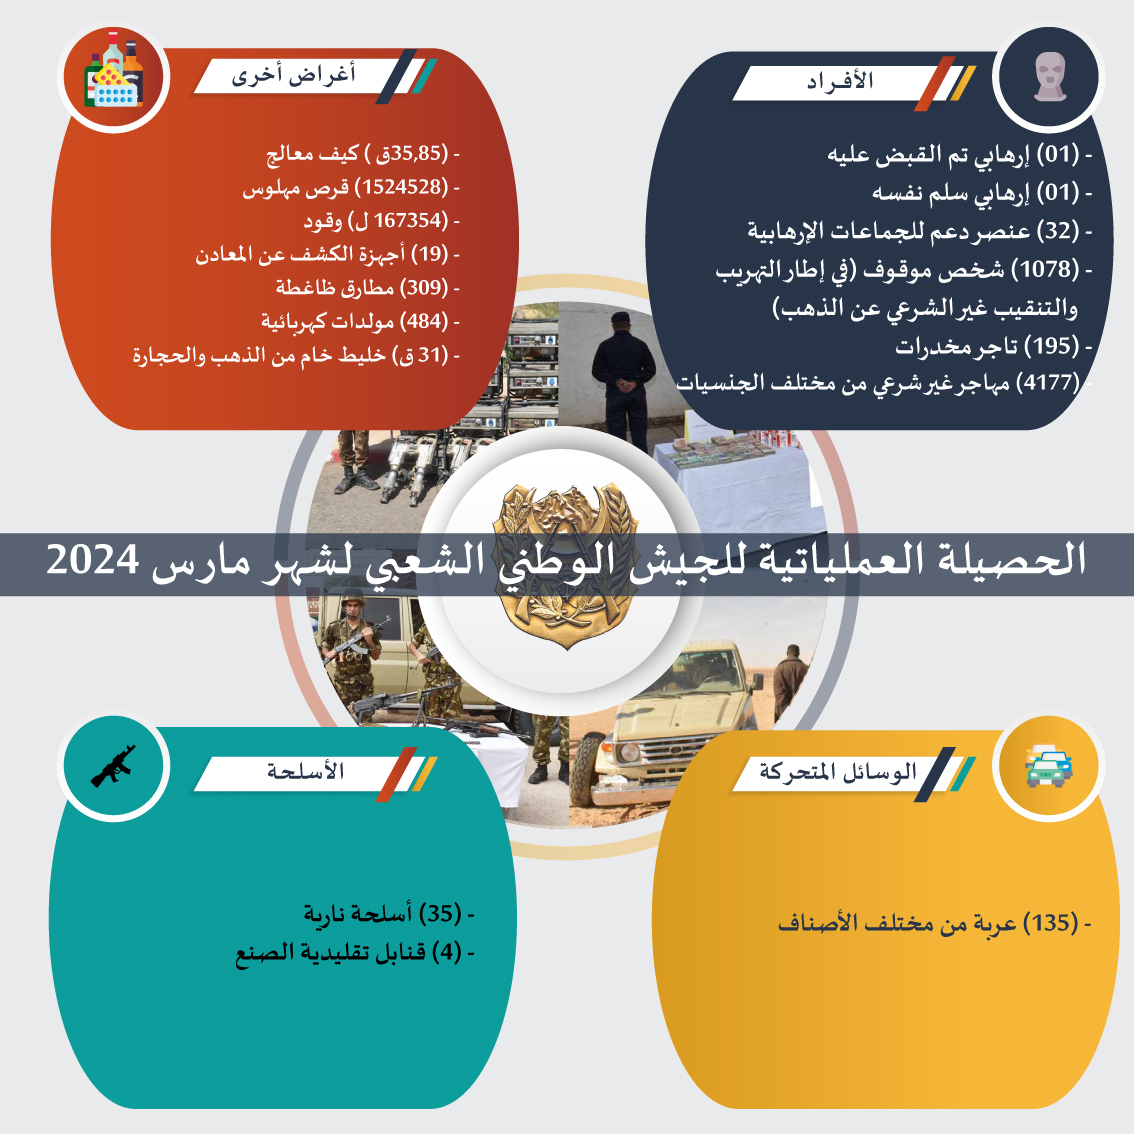 الأفراد
- (01) إرهابي تم القبض عليه
- (01) إرهابي سلم نفسه
- (32) عنصر دعم للجماعات الإرهابية
- (1078) شخص موقوف (في إطار التهريب
والتنقيب غير الشرعي عن الذهب)
- (195) تاجر مخدرات
- (4177) مهاجر غير شرعي من مختلف الجنسيات
أغراض أخرى
- (35,85ق ) كيف معالج
- (1524528) قرص مهلوس
- (167354 ل) وقود
- (19) أجهزة الكشف عن المعادن
- (309) مطارق ظاغطة
- (484) مولدات كهربائية
- (31 ق) خليط خام من الذهب والحجارة
الحصيلة العملياتية للجيش الوطني الشعبي لشهر مارس 2024
الوسائل المتحركة
- (135) عربة من مختلف الأصناف
الأسلحة
- (35) أسلحة نارية
- (4) قنابل تقليدية الصنع